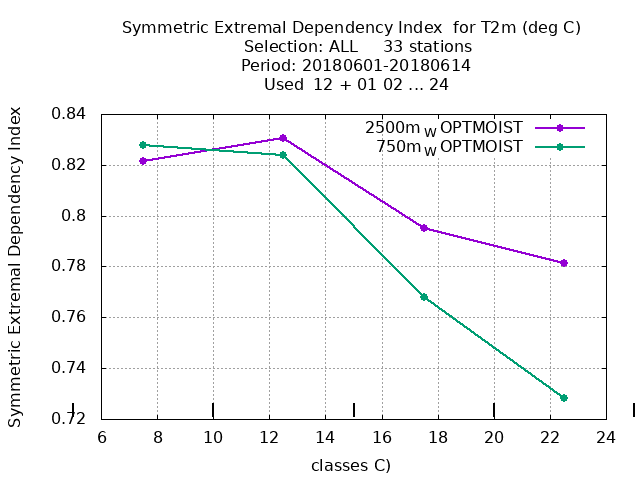 Symmetric Extremal Dependency Index for T2m (deg C)
Selection: ALL 33 stations
Period: 20180601-20180614
Used 12 + 01 02 ... 24
Symmetric Extremal Dependency Index
2500m W OPTMOIST
750m W OPTMOIST
0.84
0.82
0.8
0.78
0.76
0.74
0.72
6 8 10 12 14 16 18 20 22 24
classes C)